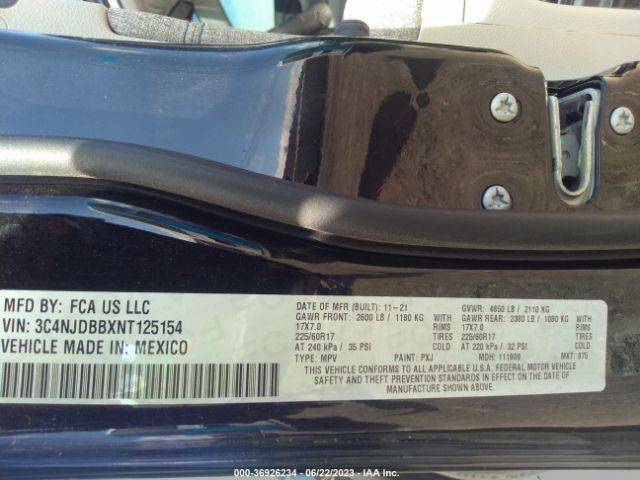 MFD BY: FCA US LLC
VIN: 3C4NJDBBXNT125154
VEHICLE MADE IN: MEXICO
DATE OF MFR (BUILT): 11-21 GVWR: 4650 LB / 2110 KG
GAWR FRONT: 2600 LB / 1180 KG GAWR REAR: 2380 LB / 1080 KG
17X7.0 RIMS 17X7.0 RIMS
225/60R17 TIRES 225/60R17 TIRES
AT 240 kPa / 35 PSI COLD AT 220 kPa / 32 PSI COLD
TYPE: MPV PAINT: PXJ MDH: 111909 MKT: 875
THIS VEHICLE CONFORMS TO ALL APPLICABLE U.S.A. FEDERAL MOTOR VEHICLE
SAFETY AND THEFT PREVENTION STANDARDS IN EFFECT ON THE DATE OF
MANUFACTURE SHOWN ABOVE.
000-36926234 - 06/22/2023 - IAA Inc.